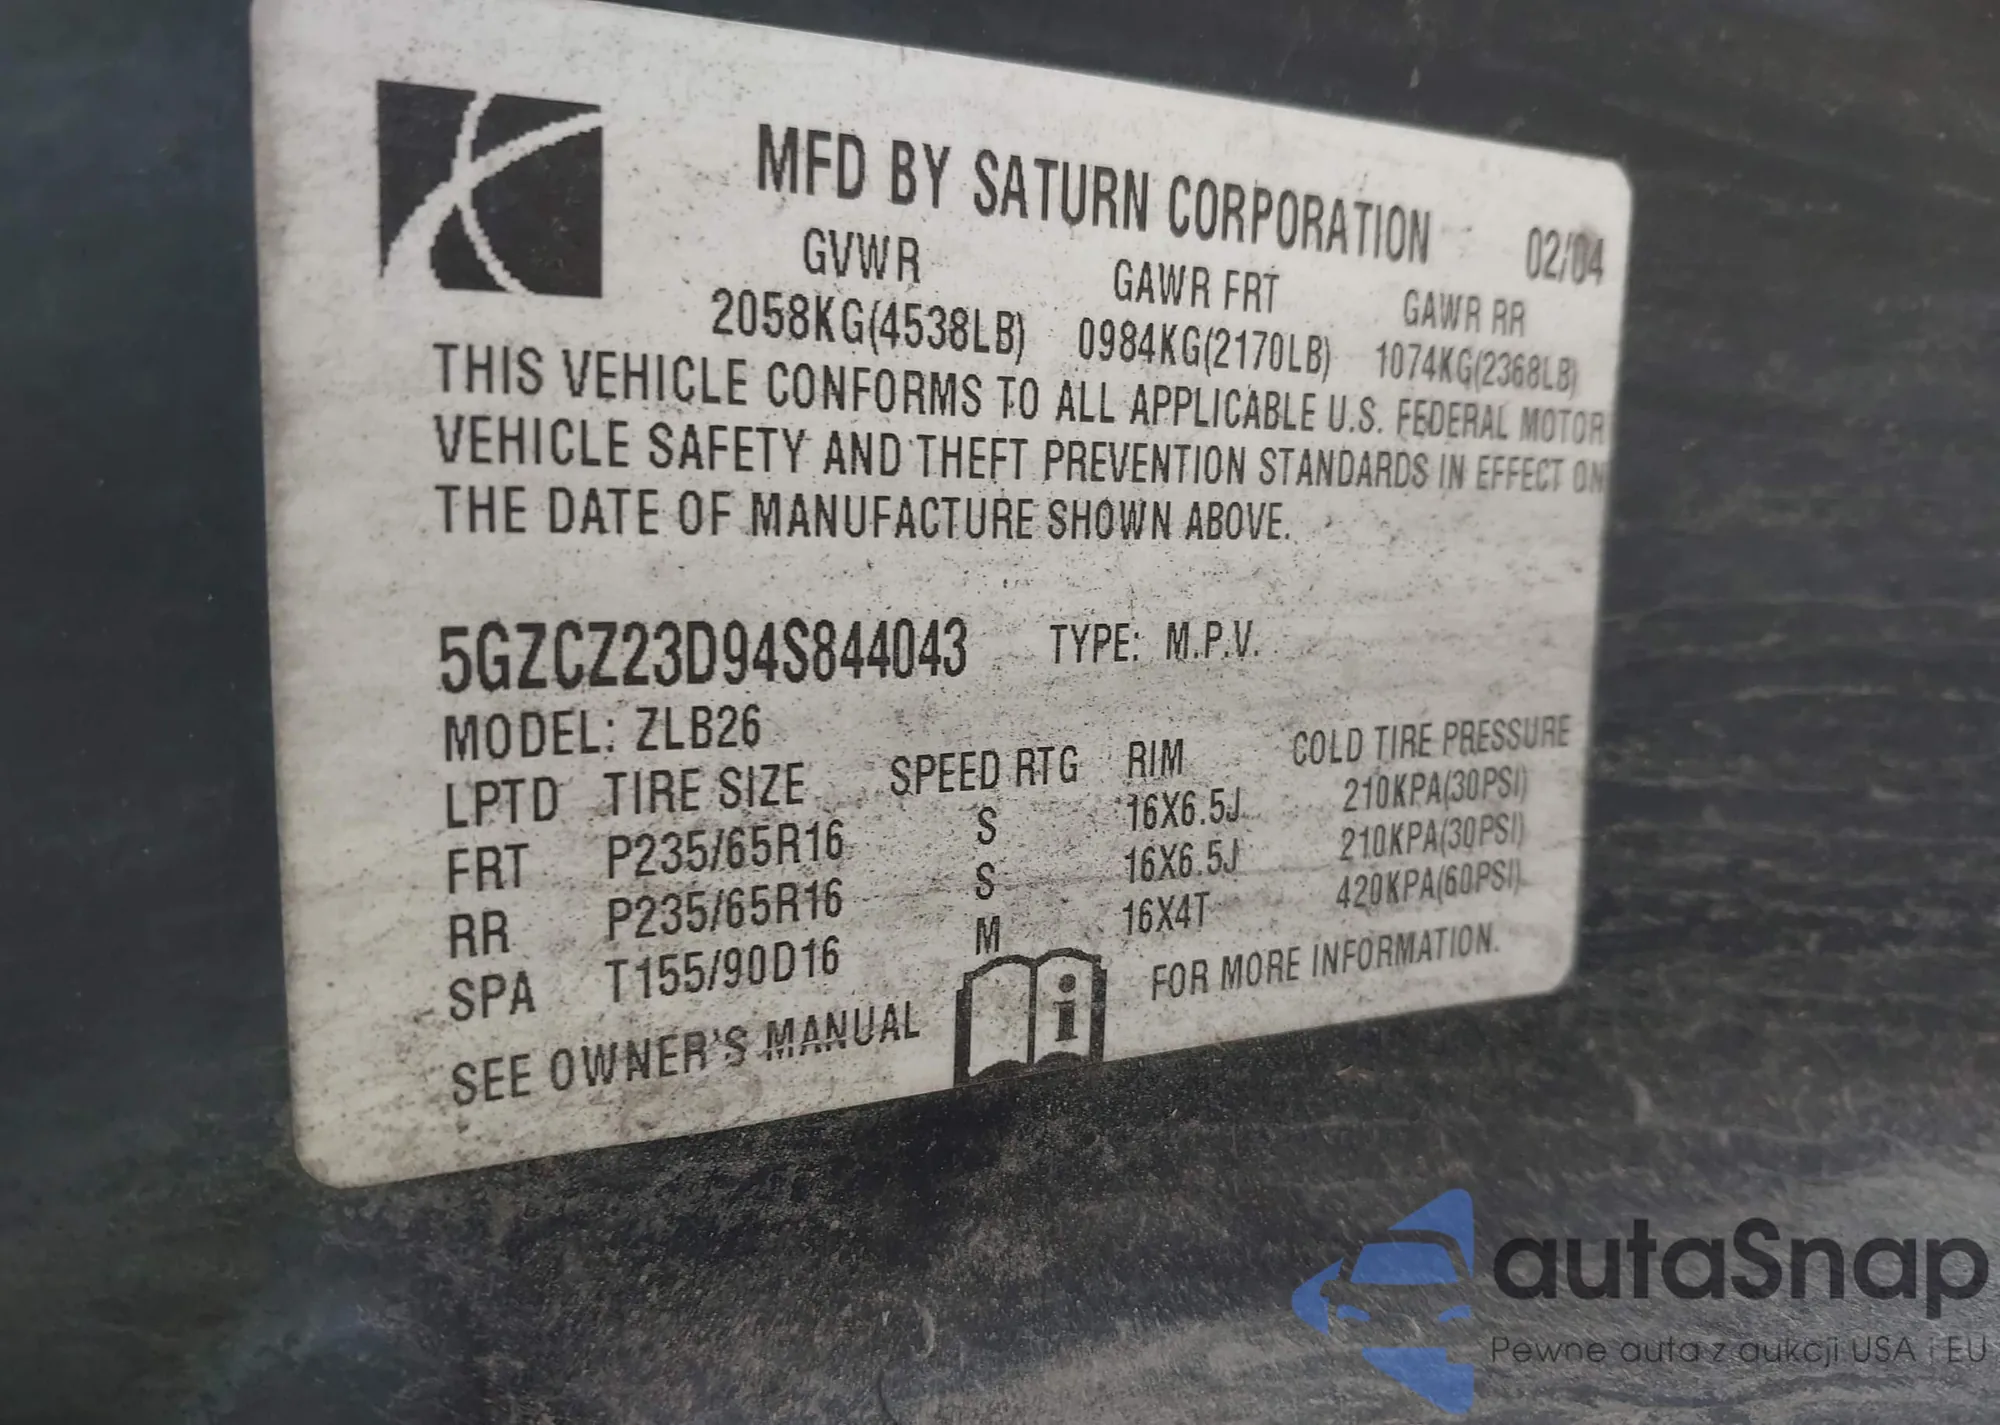 MFD BY SATURN CORPORATION 02/04
GVWR GAWR FRT GAWR RR
2058KG(4538LB) 0984KG(2170LB) 1074KG(2368LB)
THIS VEHICLE CONFORMS TO ALL APPLICABLE U.S. FEDERAL MOTOR
VEHICLE SAFETY AND THEFT PREVENTION STANDARDS IN EFFECT ON
THE DATE OF MANUFACTURE SHOWN ABOVE.
5GZCZ23D94S844043 TYPE: M.P.V.
MODEL: ZLB26
LPTD TIRE SIZE SPEED RTG RIM COLD TIRE PRESSURE
FRT P235/65R16 S 16X6.5J 210KPA(30PSI)
RR P235/65R16 S 16X6.5J 210KPA(30PSI)
SPA T155/90D16 M 16X4T 420KPA(60PSI)
SEE OWNER'S MANUAL i FOR MORE INFORMATION.
autaSnap
Pewne auta z aukcji USA i EU